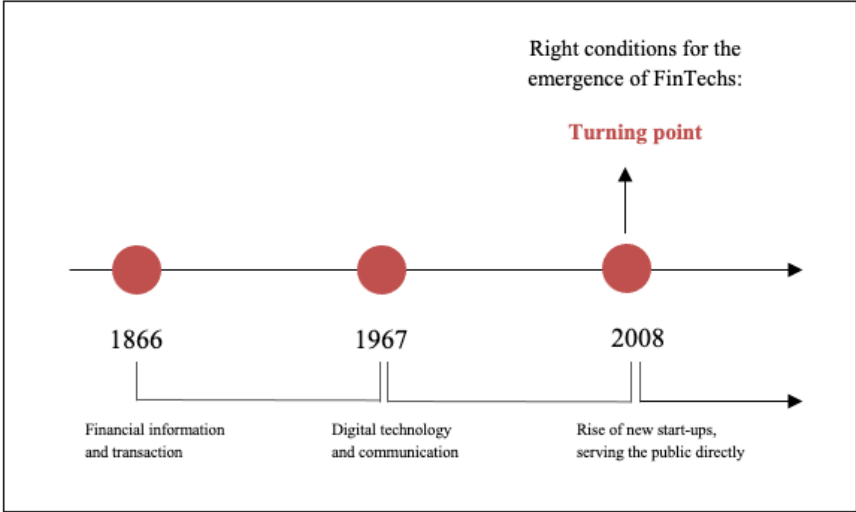 Right conditions for the
emergence of FinTechs:
Turning point
1866
1967
2008
Financial information
and transaction
Digital technology
and communication
Rise of new start-ups,
serving the public directly